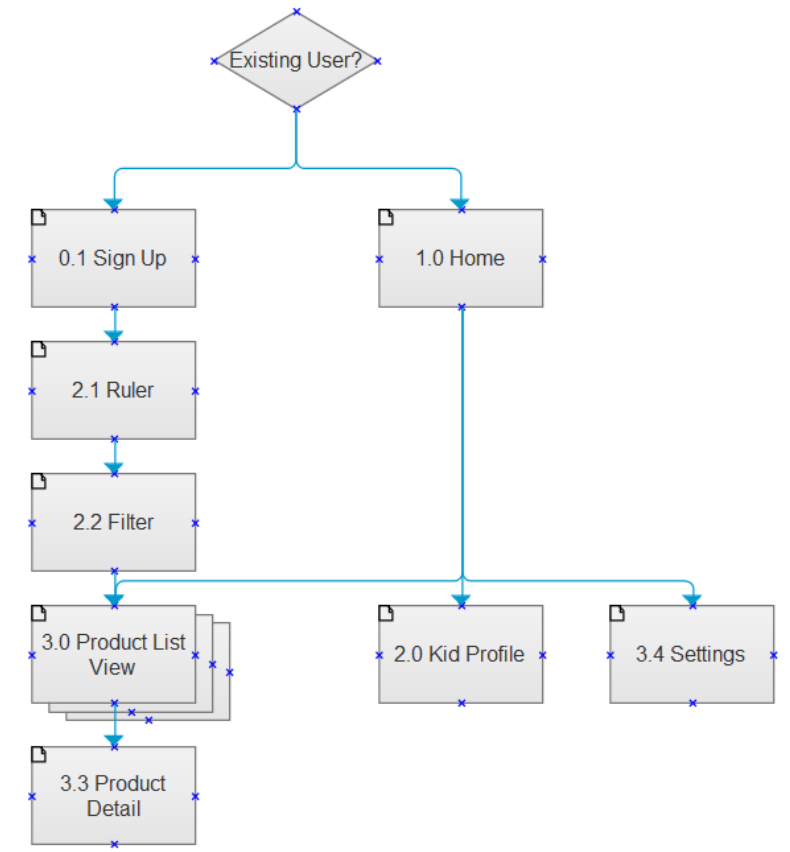 Existing User?
0.1 Sign Up
1.0 Home
2.1 Ruler
2.2 Filter
3.0 Product List
View
2.0 Kid Profile
3.4 Settings
3.3 Product
Detail